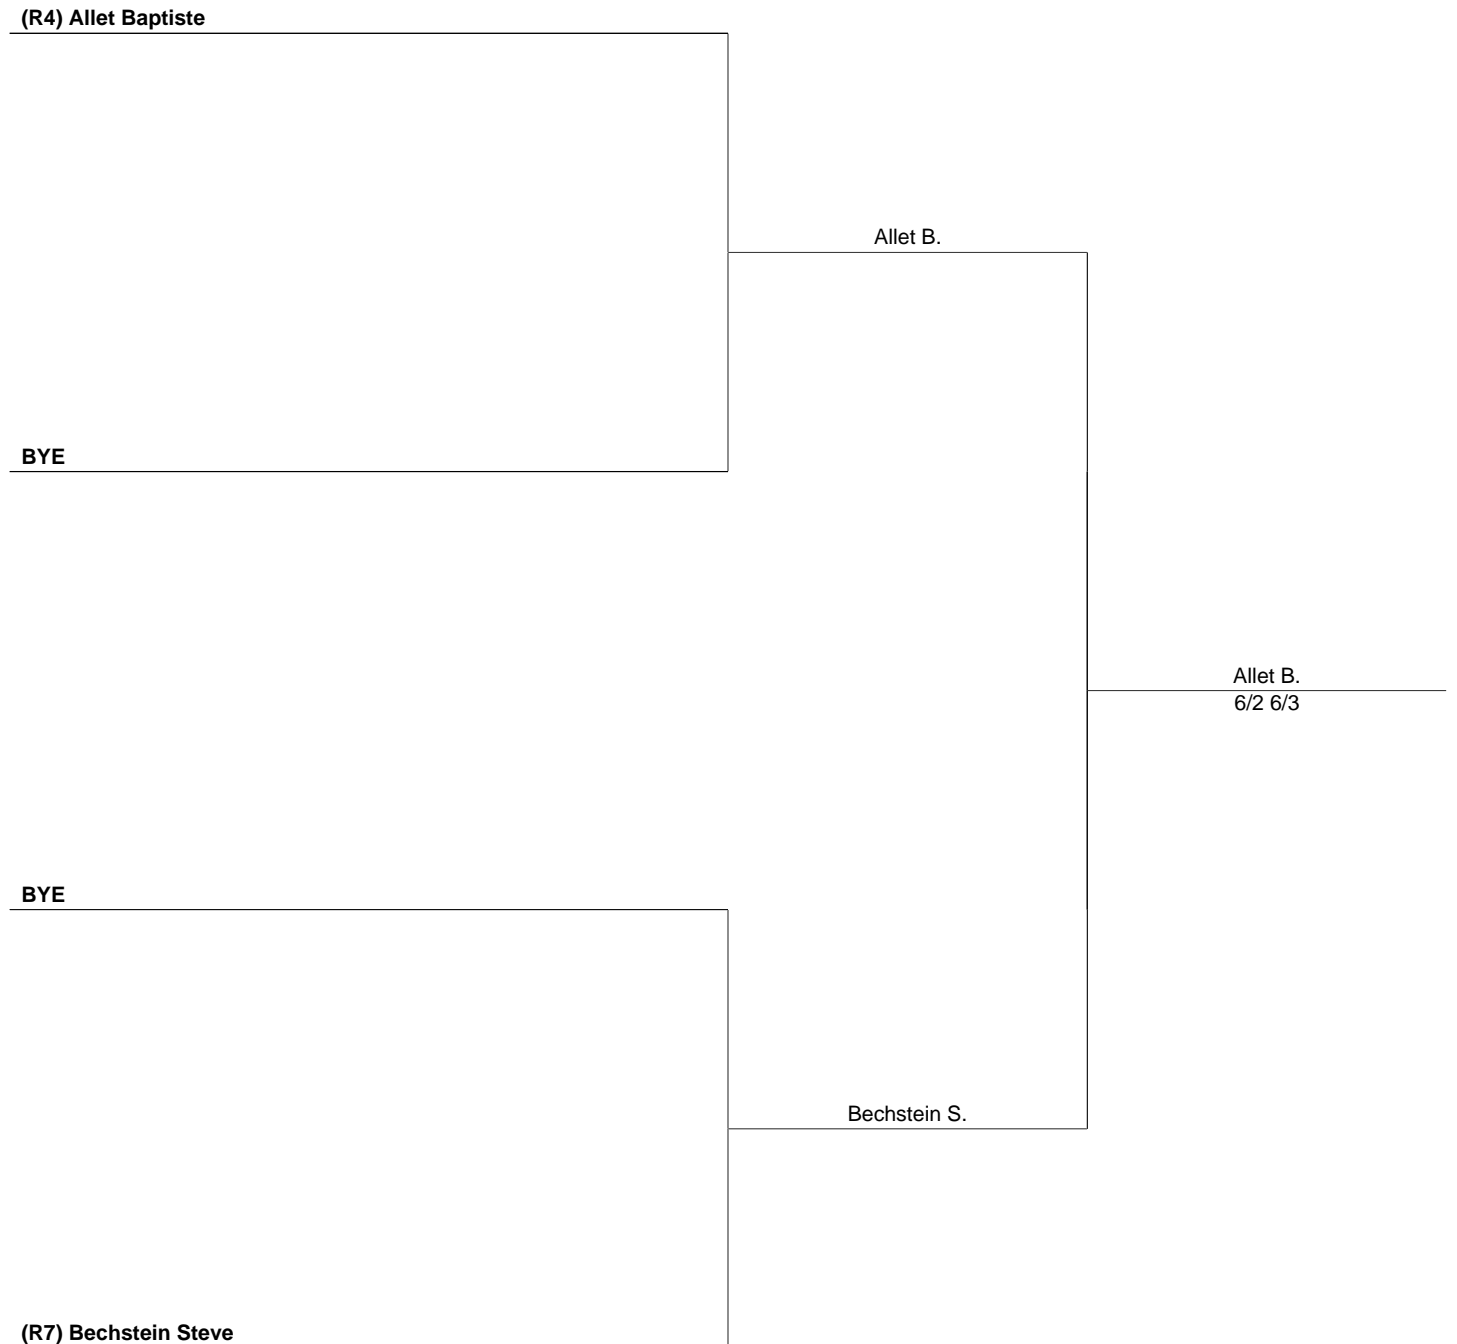 (R4) Allet Baptiste
Allet B.
BYE
Allet B.
6/2 6/3
BYE
Bechstein S.
(R7) Bechstein Steve